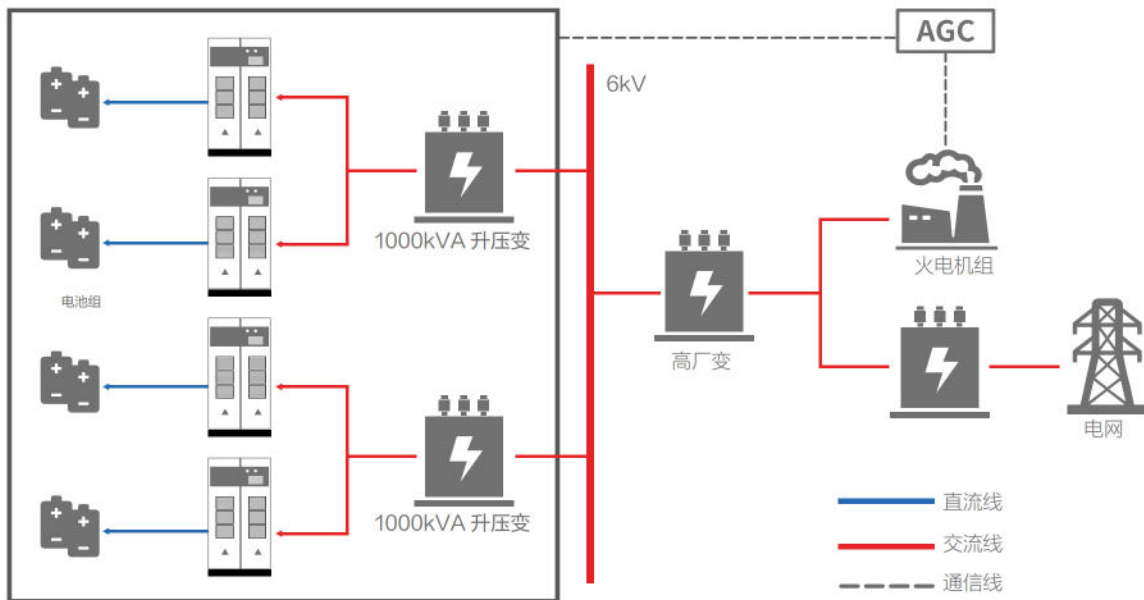 AGC
6kV
1000kVA 升压变
火电机组
电池组
高厂变
电网
1000kVA 升压变
直流线
交流线
通信线